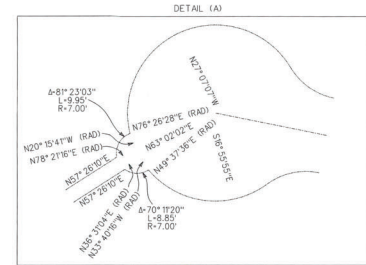 DETAIL (A)
N27°07'07"W
Δ=81°23'03"
L=9.95'
R=7.00'
N76°26'28"E (RAD)
N20°15'41"W (RAD)
N63°02'02"E (RAD)
S16°55'55"E
N78°21'16"E (RAD)
N49°37'36"E (RAD)
N57°26'10"E
N57°26'10"E
N36°31'04"E (RAD)
N33°40'16"W (RAD)
Δ=70°11'20"
L=8.85'
R=7.00'